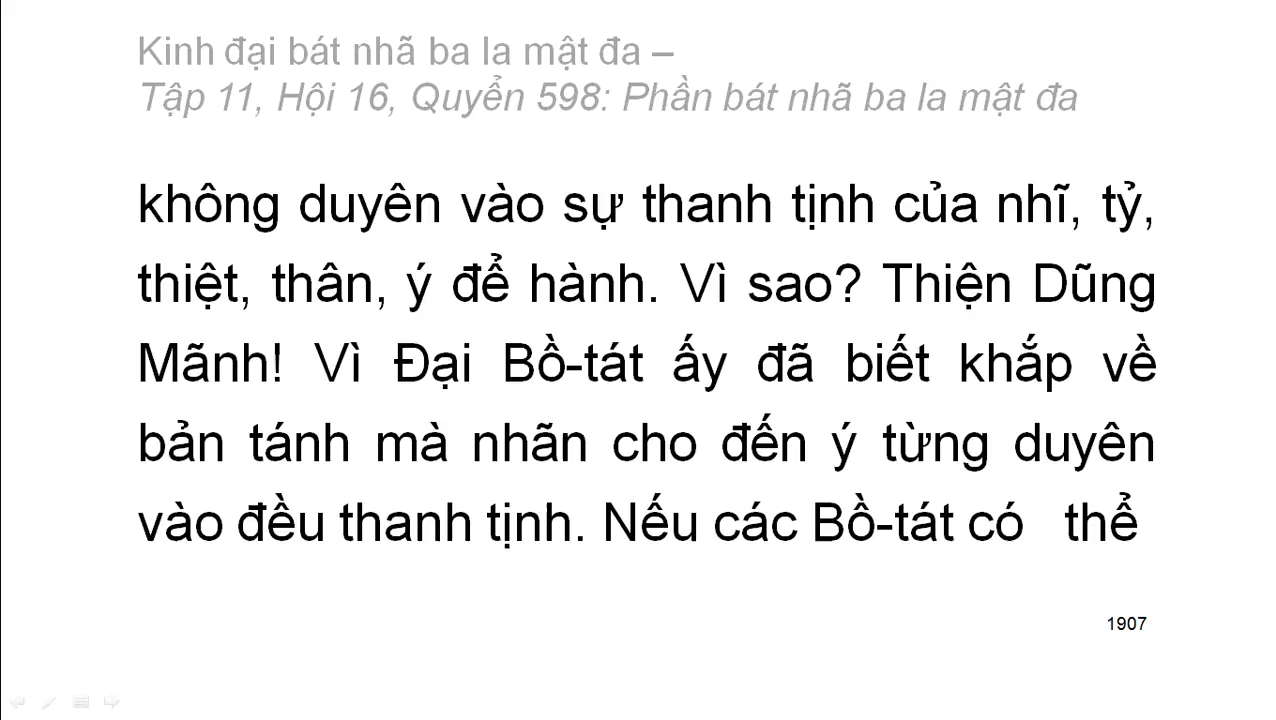 Kinh đại bát nhã ba la mật đa –
Tập 11, Hội 16, Quyển 598: Phần bát nhã ba la mật đa
không duyên vào sự thanh tịnh của nhĩ, tỷ,
thiệt, thân, ý để hành. Vì sao? Thiện Dũng
Mãnh! Vì Đại Bồ-tát ấy đã biết khắp về
bản tánh mà nhãn cho đến ý từng duyên
vào đều thanh tịnh. Nếu các Bồ-tát có thể
1907